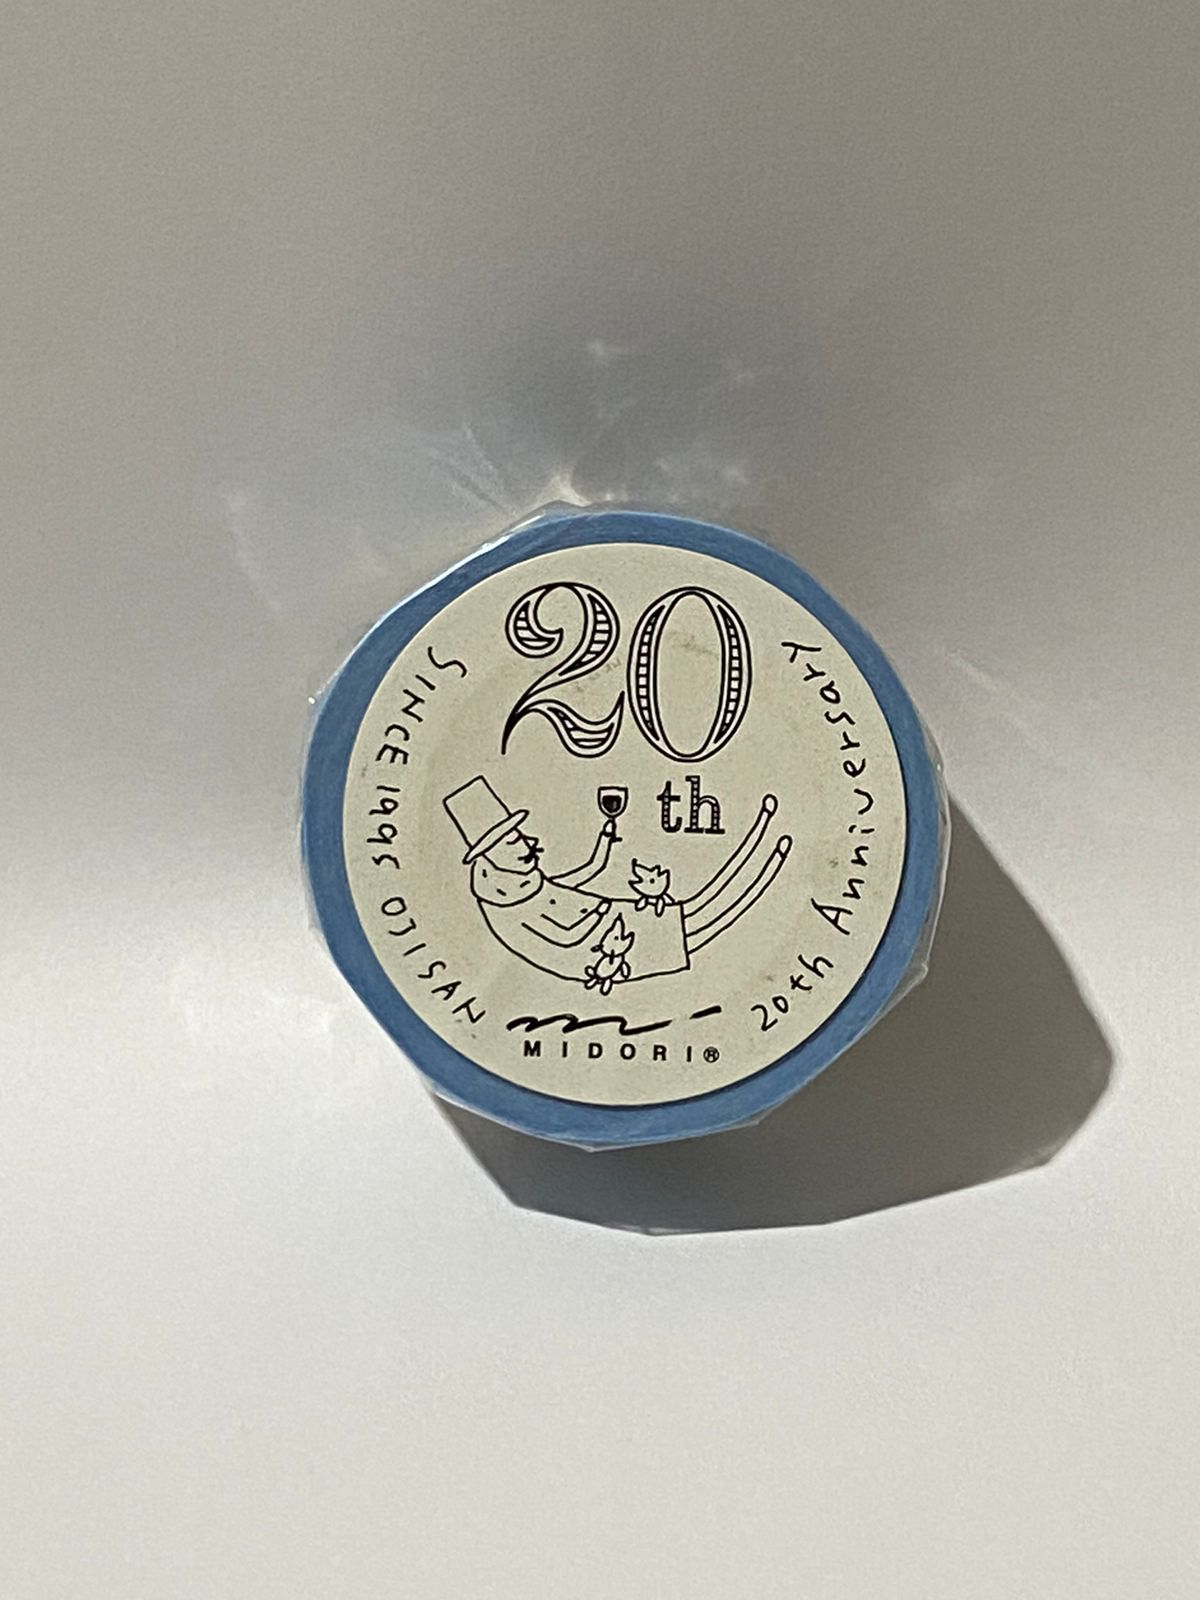 20
th
SINCE 1995 OJISAN
20th Anniversary
MIDORI®